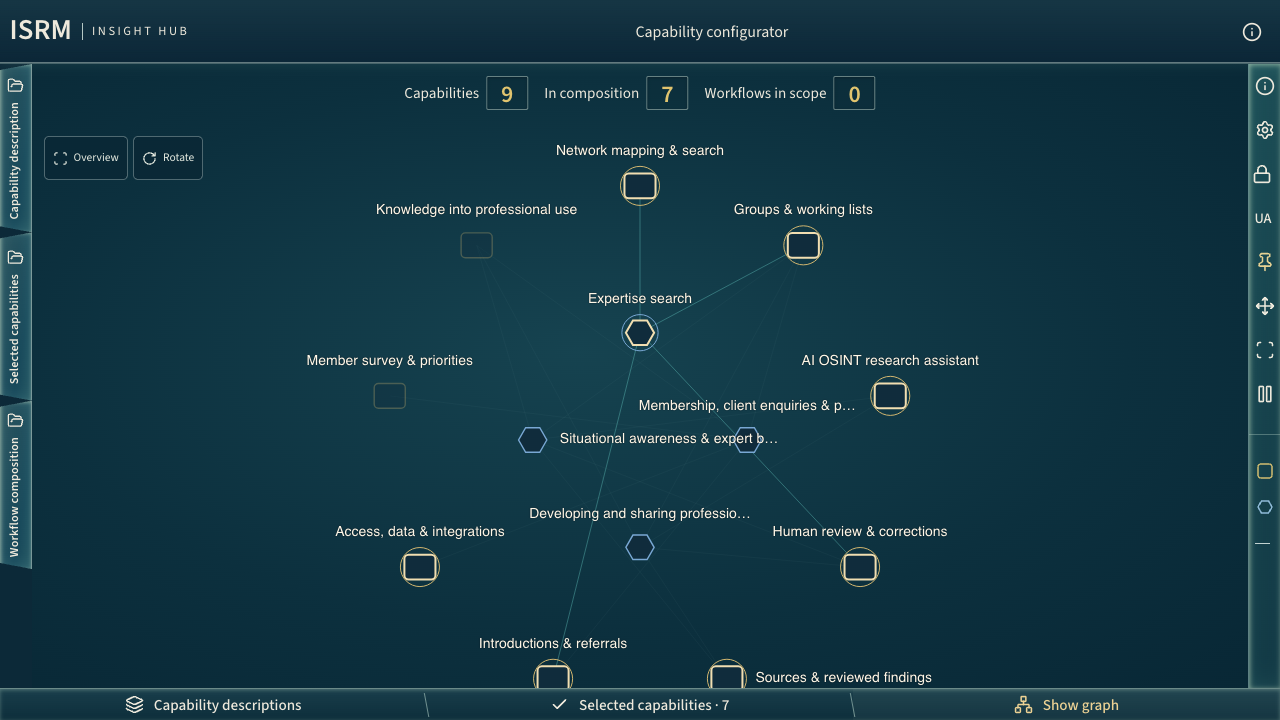 ISRM
INSIGHT HUB
Capability configurator
Capabilities 9 In composition 7 Workflows in scope 0
Capability description
Selected capabilities
Workflow composition
Overview
Rotate
UA
Network mapping & search
Knowledge into professional use
Groups & working lists
Expertise search
Member survey & priorities
AI OSINT research assistant
Membership, client enquiries & p…
Situational awareness & expert b…
Developing and sharing professio…
Access, data & integrations
Human review & corrections
Introductions & referrals
Sources & reviewed findings
Capability descriptions
Selected capabilities · 7
Show graph